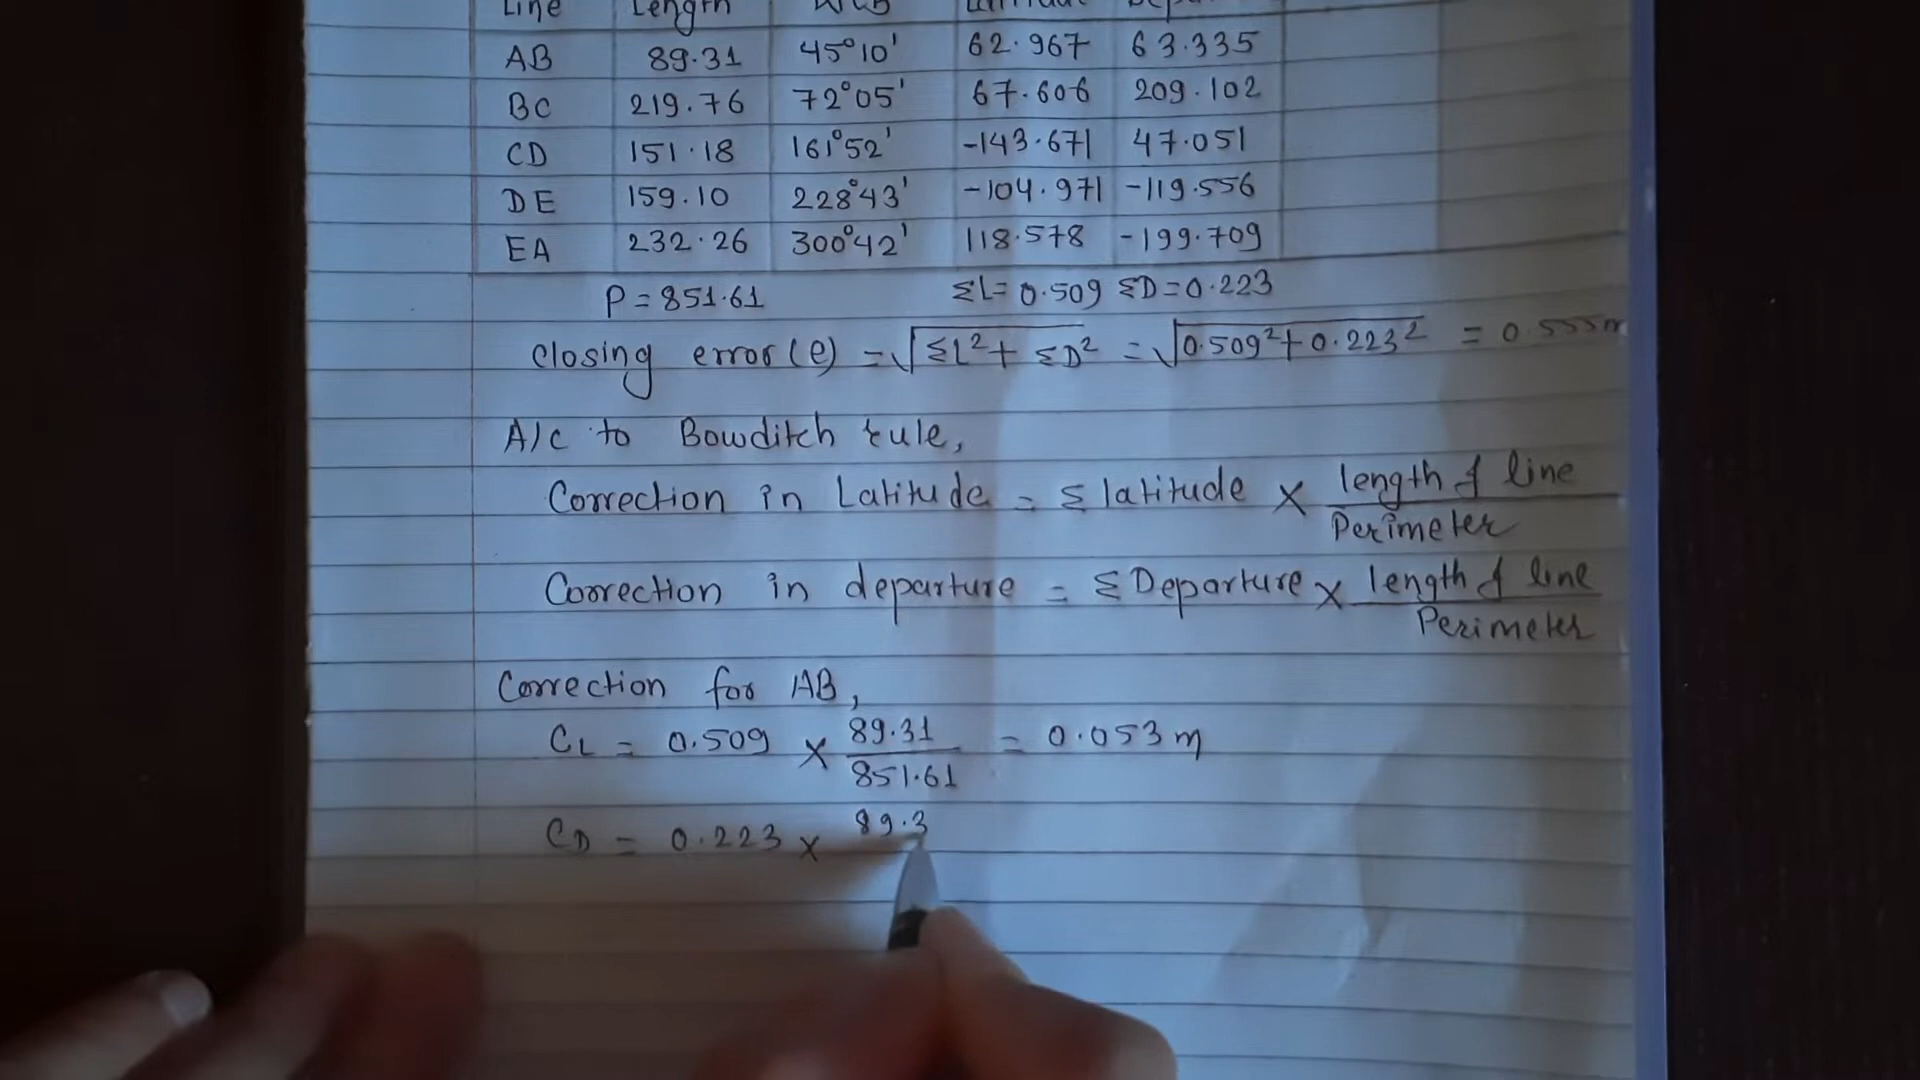 Line Length WCB Latitude
AB 89.31 45°10' 62.967 63.335
BC 219.76 72°05' 67.606 209.102
CD 151.18 161°52' -143.671 47.051
DE 159.10 228°43' -104.971 -119.556
EA 232.26 300°42' 118.578 -199.709
P = 851.61 ΣL= 0.509 ΣD=0.223
Closing error (e) = √ΣL²+ ΣD² = √0.509²+0.223² = 0.555m
A/c to Bowditch rule,
Correction in Latitude = Σ latitude × length of line
Perimeter
Correction in departure = Σ Departure × length of line
Perimeter
Correction for AB,
CL = 0.509 × 89.31 = 0.053 m
851.61
CD = 0.223 × 89.3